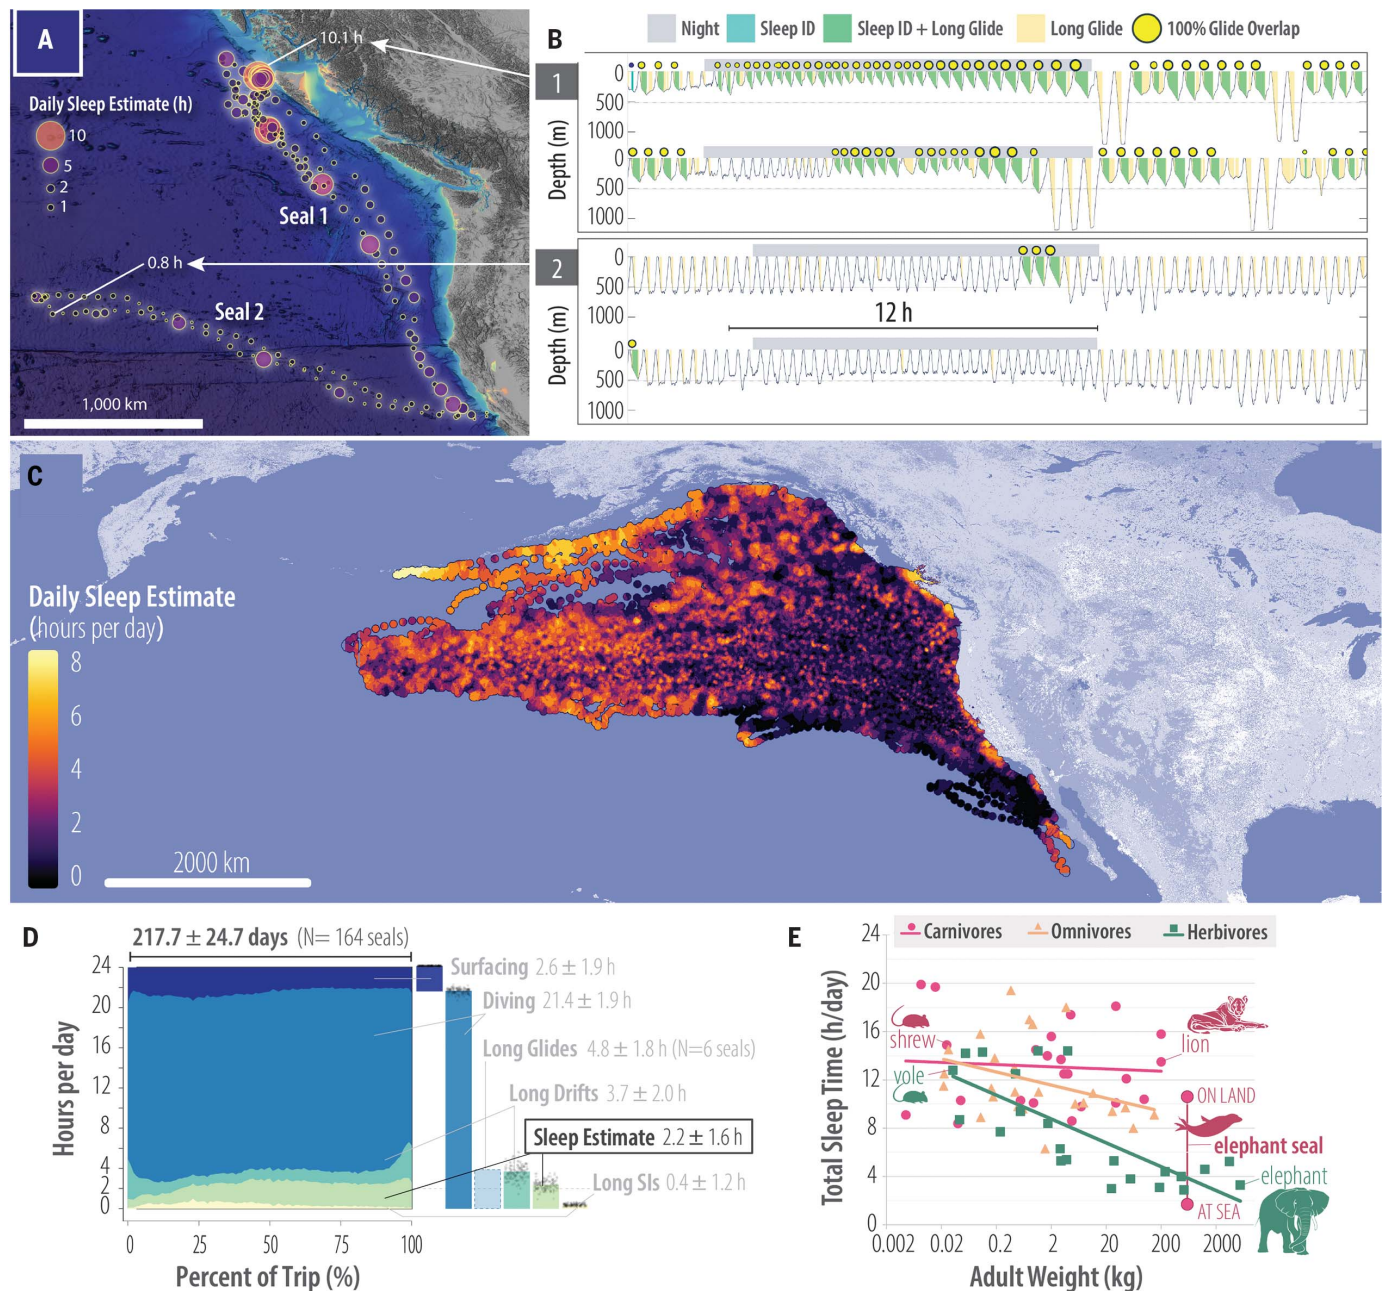 A
10.1 h
Daily Sleep Estimate (h)
10
5
2
1
Seal 1
0.8 h
Seal 2
1,000 km
B
Night
Sleep ID
Sleep ID + Long Glide
Long Glide
100% Glide Overlap
1
Depth (m)
0
500
1000
0
500
1000
2
Depth (m)
0
500
1000
12 h
0
500
1000
C
Daily Sleep Estimate
(hours per day)
8
6
4
2
0
2000 km
D
217.7 ± 24.7 days (N= 164 seals)
Hours per day
24
20
16
12
8
4
2
0
0 25 50 75 100
Percent of Trip (%)
Surfacing 2.6 ± 1.9 h
Diving 21.4 ± 1.9 h
Long Glides 4.8 ± 1.8 h (N=6 seals)
Long Drifts 3.7 ± 2.0 h
Sleep Estimate 2.2 ± 1.6 h
Long SIs 0.4 ± 1.2 h
E
Carnivores
Omnivores
Herbivores
Total Sleep Time (h/day)
24
20
16
12
8
4
0
shrew
vole
lion
ON LAND
elephant seal
elephant
AT SEA
0.002 0.02 0.2 2 20 200 2000
Adult Weight (kg)